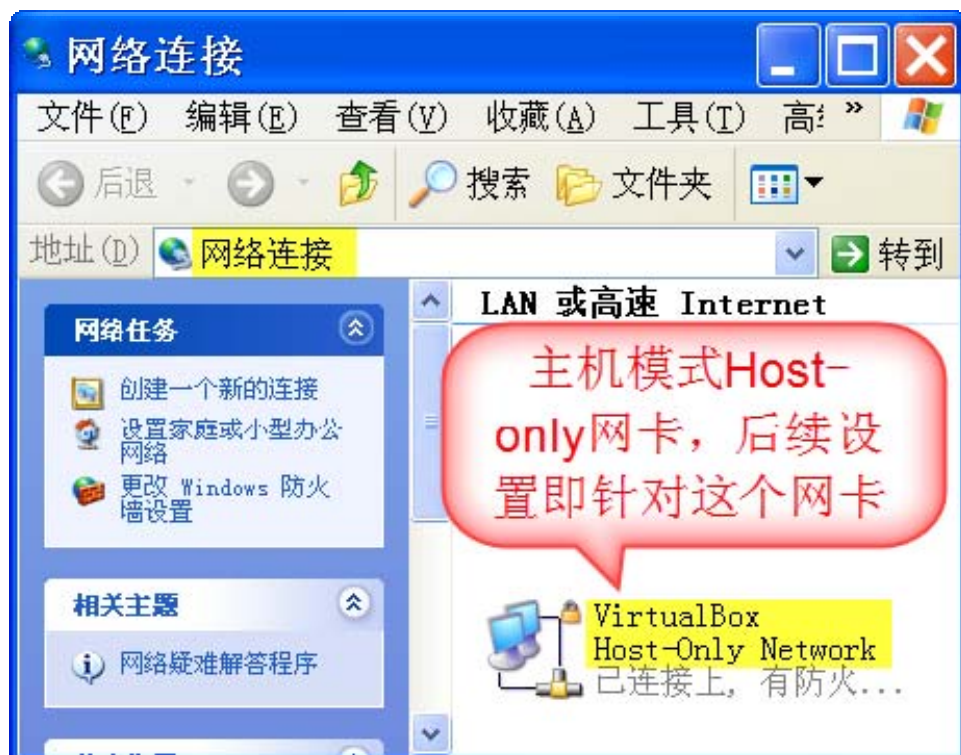 网络连接
文件(F) 编辑(E) 查看(V) 收藏(A) 工具(T) »
后退 搜索 文件夹
地址(D) 网络连接 转到
网络任务
创建一个新的连接
设置家庭或小型办公
网络
更改 Windows 防火
墙设置
相关主题
网络疑难解答程序
LAN 或高速 Internet
主机模式Host-
only网卡，后续设
置即针对这个网卡
VirtualBox
Host-Only Network
已连接上, 有防火...